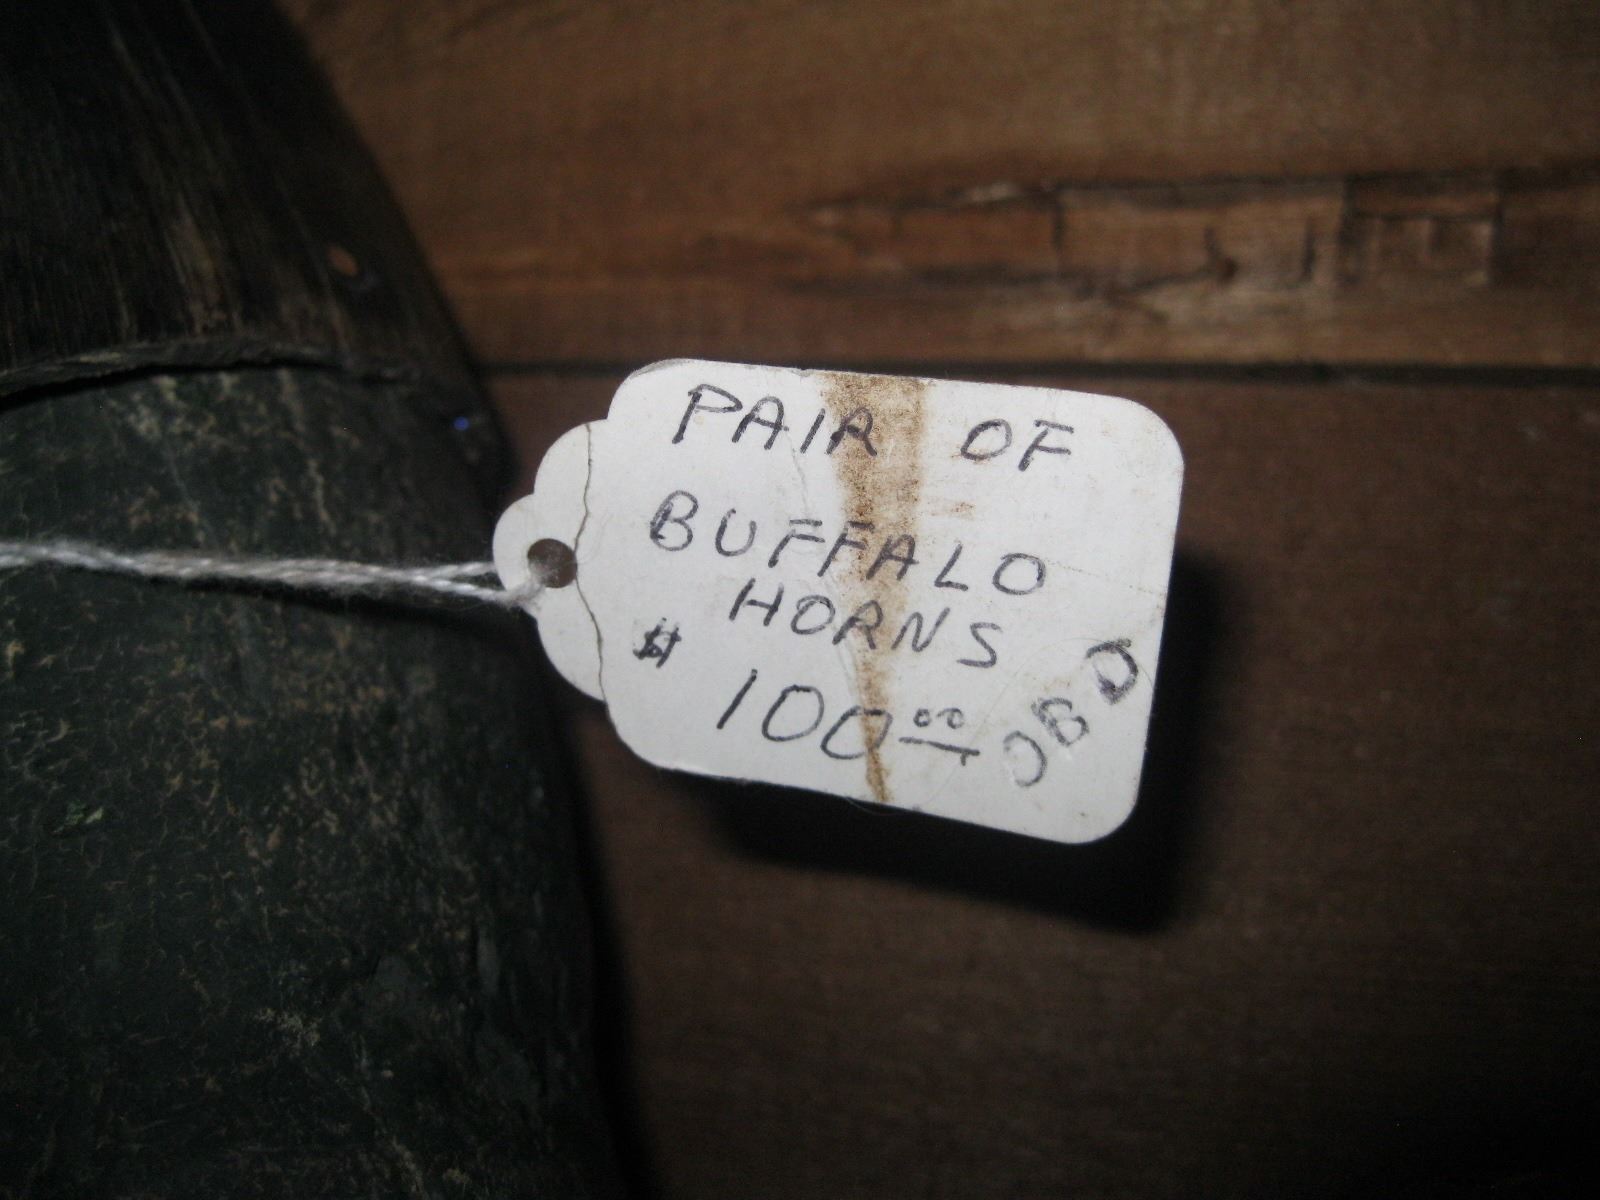 PAIR OF
BUFFALO
HORNS
$ 100.00
OBO